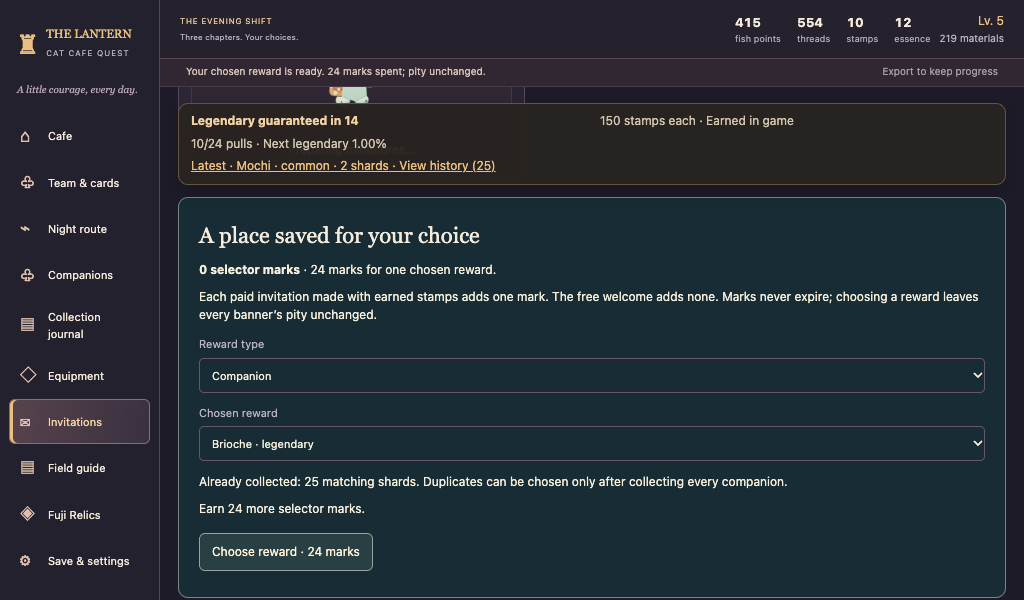 THE LANTERN
CAT CAFE QUEST
A little courage, every day.
Cafe
Team & cards
Night route
Companions
Collection
journal
Equipment
Invitations
Field guide
Fuji Relics
Save & settings
THE EVENING SHIFT
Three chapters. Your choices.
415
fish points
554
threads
10
stamps
12
essence
Lv. 5
219 materials
Your chosen reward is ready. 24 marks spent; pity unchanged.
Export to keep progress
Legendary guaranteed in 14
150 stamps each · Earned in game
10/24 pulls · Next legendary 1.00%
Latest · Mochi · common · 2 shards · View history (25)
A place saved for your choice
0 selector marks · 24 marks for one chosen reward.
Each paid invitation made with earned stamps adds one mark. The free welcome adds none. Marks never expire; choosing a reward leaves
every banner’s pity unchanged.
Reward type
Companion
Chosen reward
Brioche · legendary
Already collected: 25 matching shards. Duplicates can be chosen only after collecting every companion.
Earn 24 more selector marks.
Choose reward · 24 marks